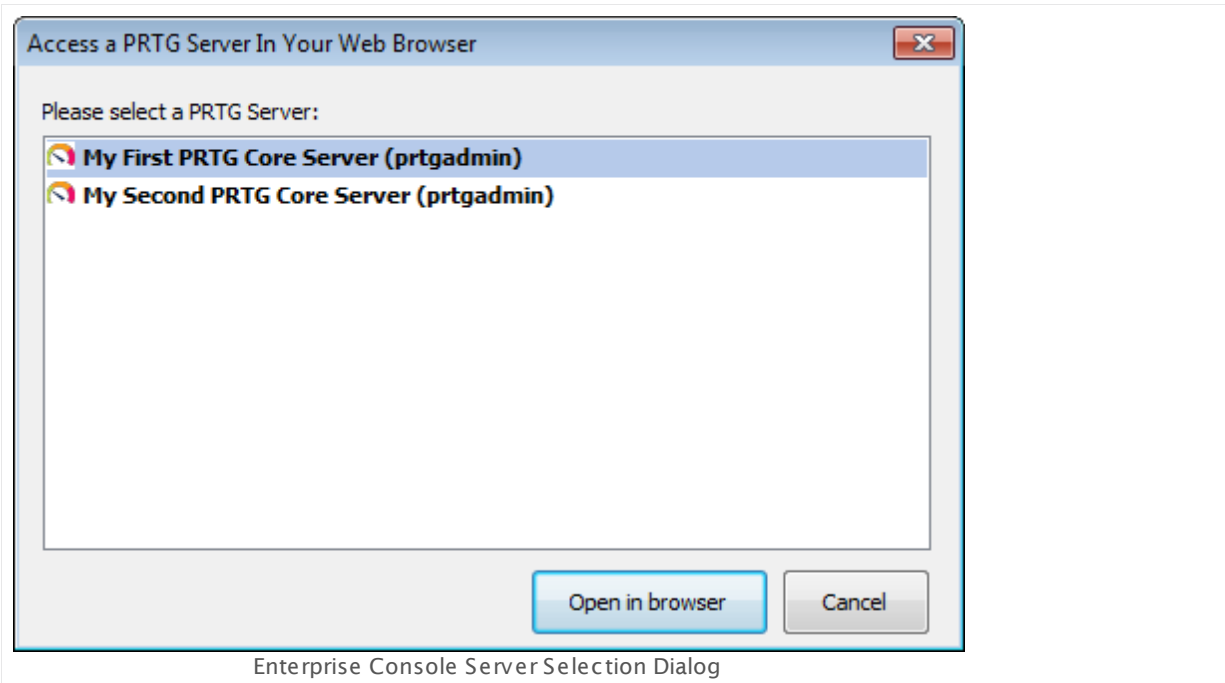 Access a PRTG Server In Your Web Browser
Please select a PRTG Server:
My First PRTG Core Server (prtgadmin)
My Second PRTG Core Server (prtgadmin)
Open in browser
Cancel
Enterprise Console Server Selection Dialog